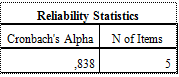 Reliability Statistics
Cronbach's Alpha N of Items
,838 5